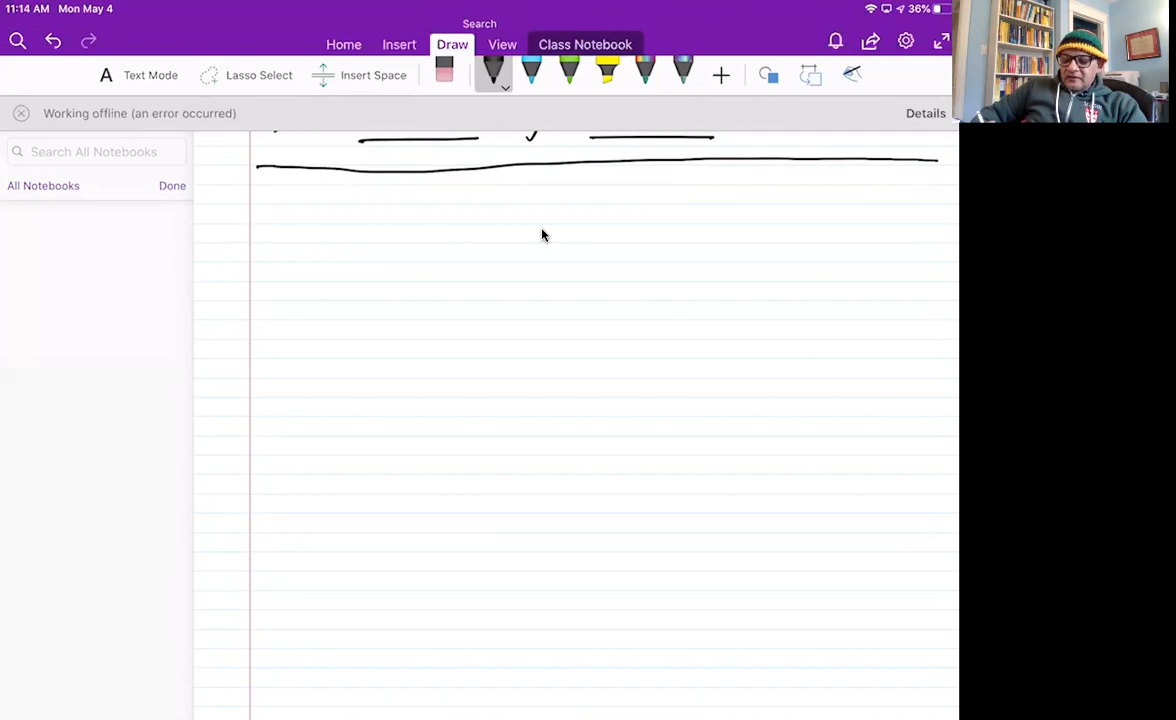 11:14 AM Mon May 4
36%
Search
Home Insert Draw View Class Notebook
A Text Mode Lasso Select Insert Space
Working offline (an error occurred) Details
Search All Notebooks
All Notebooks Done